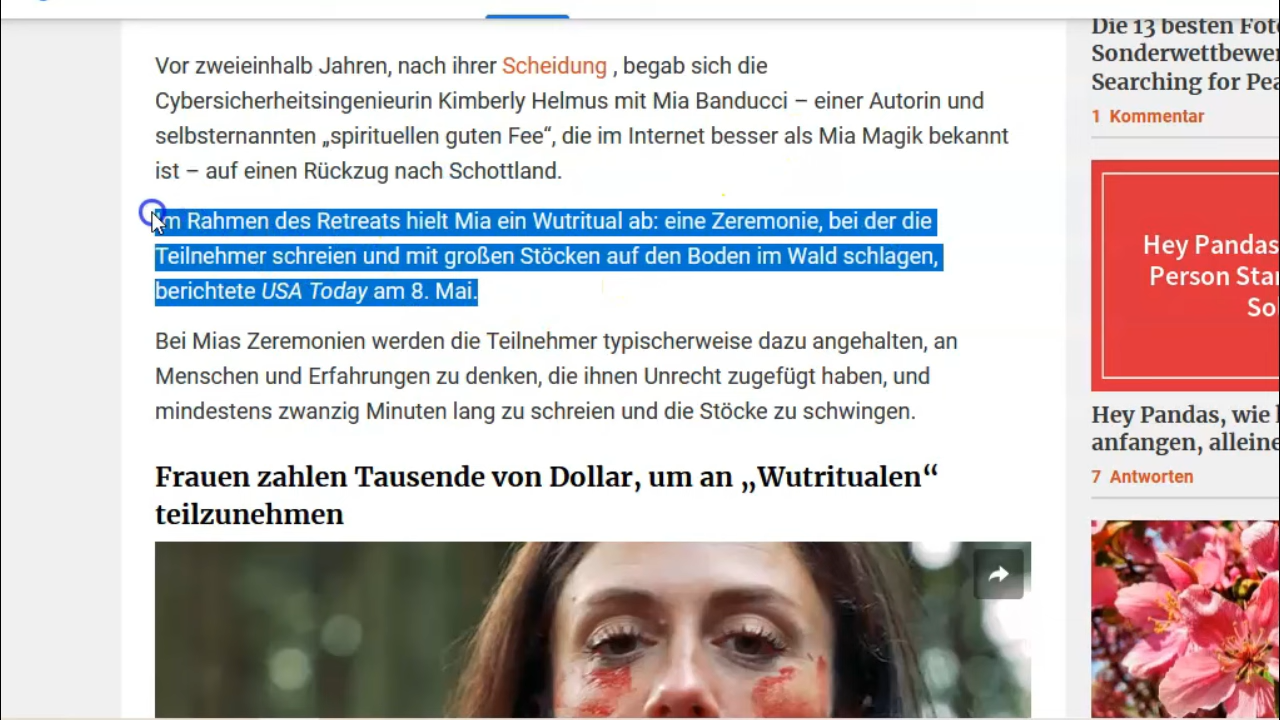 Vor zweieinhalb Jahren, nach ihrer Scheidung , begab sich die
Cybersicherheitsingenieurin Kimberly Helmus mit Mia Banducci – einer Autorin und
selbsternannten „spirituellen guten Fee“, die im Internet besser als Mia Magik bekannt
ist – auf einen Rückzug nach Schottland.
Im Rahmen des Retreats hielt Mia ein Wutritual ab: eine Zeremonie, bei der die
Teilnehmer schreien und mit großen Stöcken auf den Boden im Wald schlagen,
berichtete USA Today am 8. Mai.
Bei Mias Zeremonien werden die Teilnehmer typischerweise dazu angehalten, an
Menschen und Erfahrungen zu denken, die ihnen Unrecht zugefügt haben, und
mindestens zwanzig Minuten lang zu schreien und die Stöcke zu schwingen.
Frauen zahlen Tausende von Dollar, um an „Wutritualen“
teilzunehmen
Die 13 besten
Searching for
1 Kommentar
Hey Pandas
Person
Hey Pandas, wie
anfangen,
7 Antworten